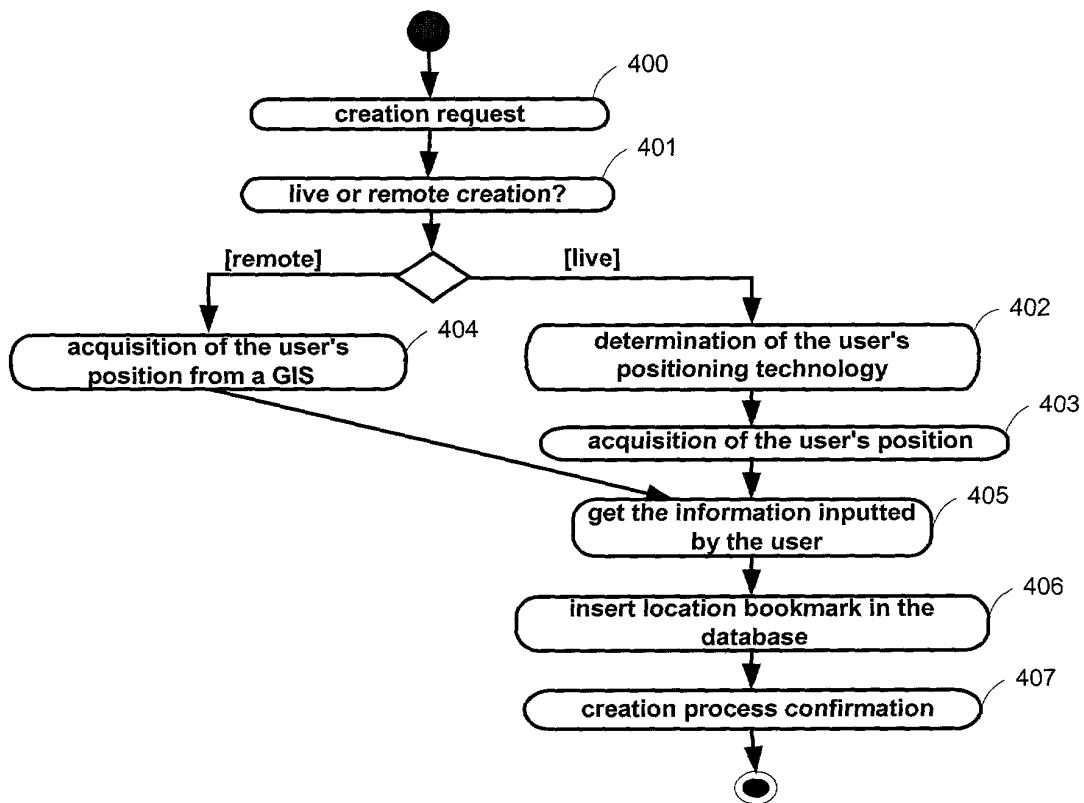 400
creation request
401
live or remote creation?
[remote]
[live]
404
acquisition of the user's
position from a GIS
402
determination of the user's
positioning technology
403
acquisition of the user's position
405
get the information inputted
by the user
406
insert location bookmark in the
database
407
creation process confirmation